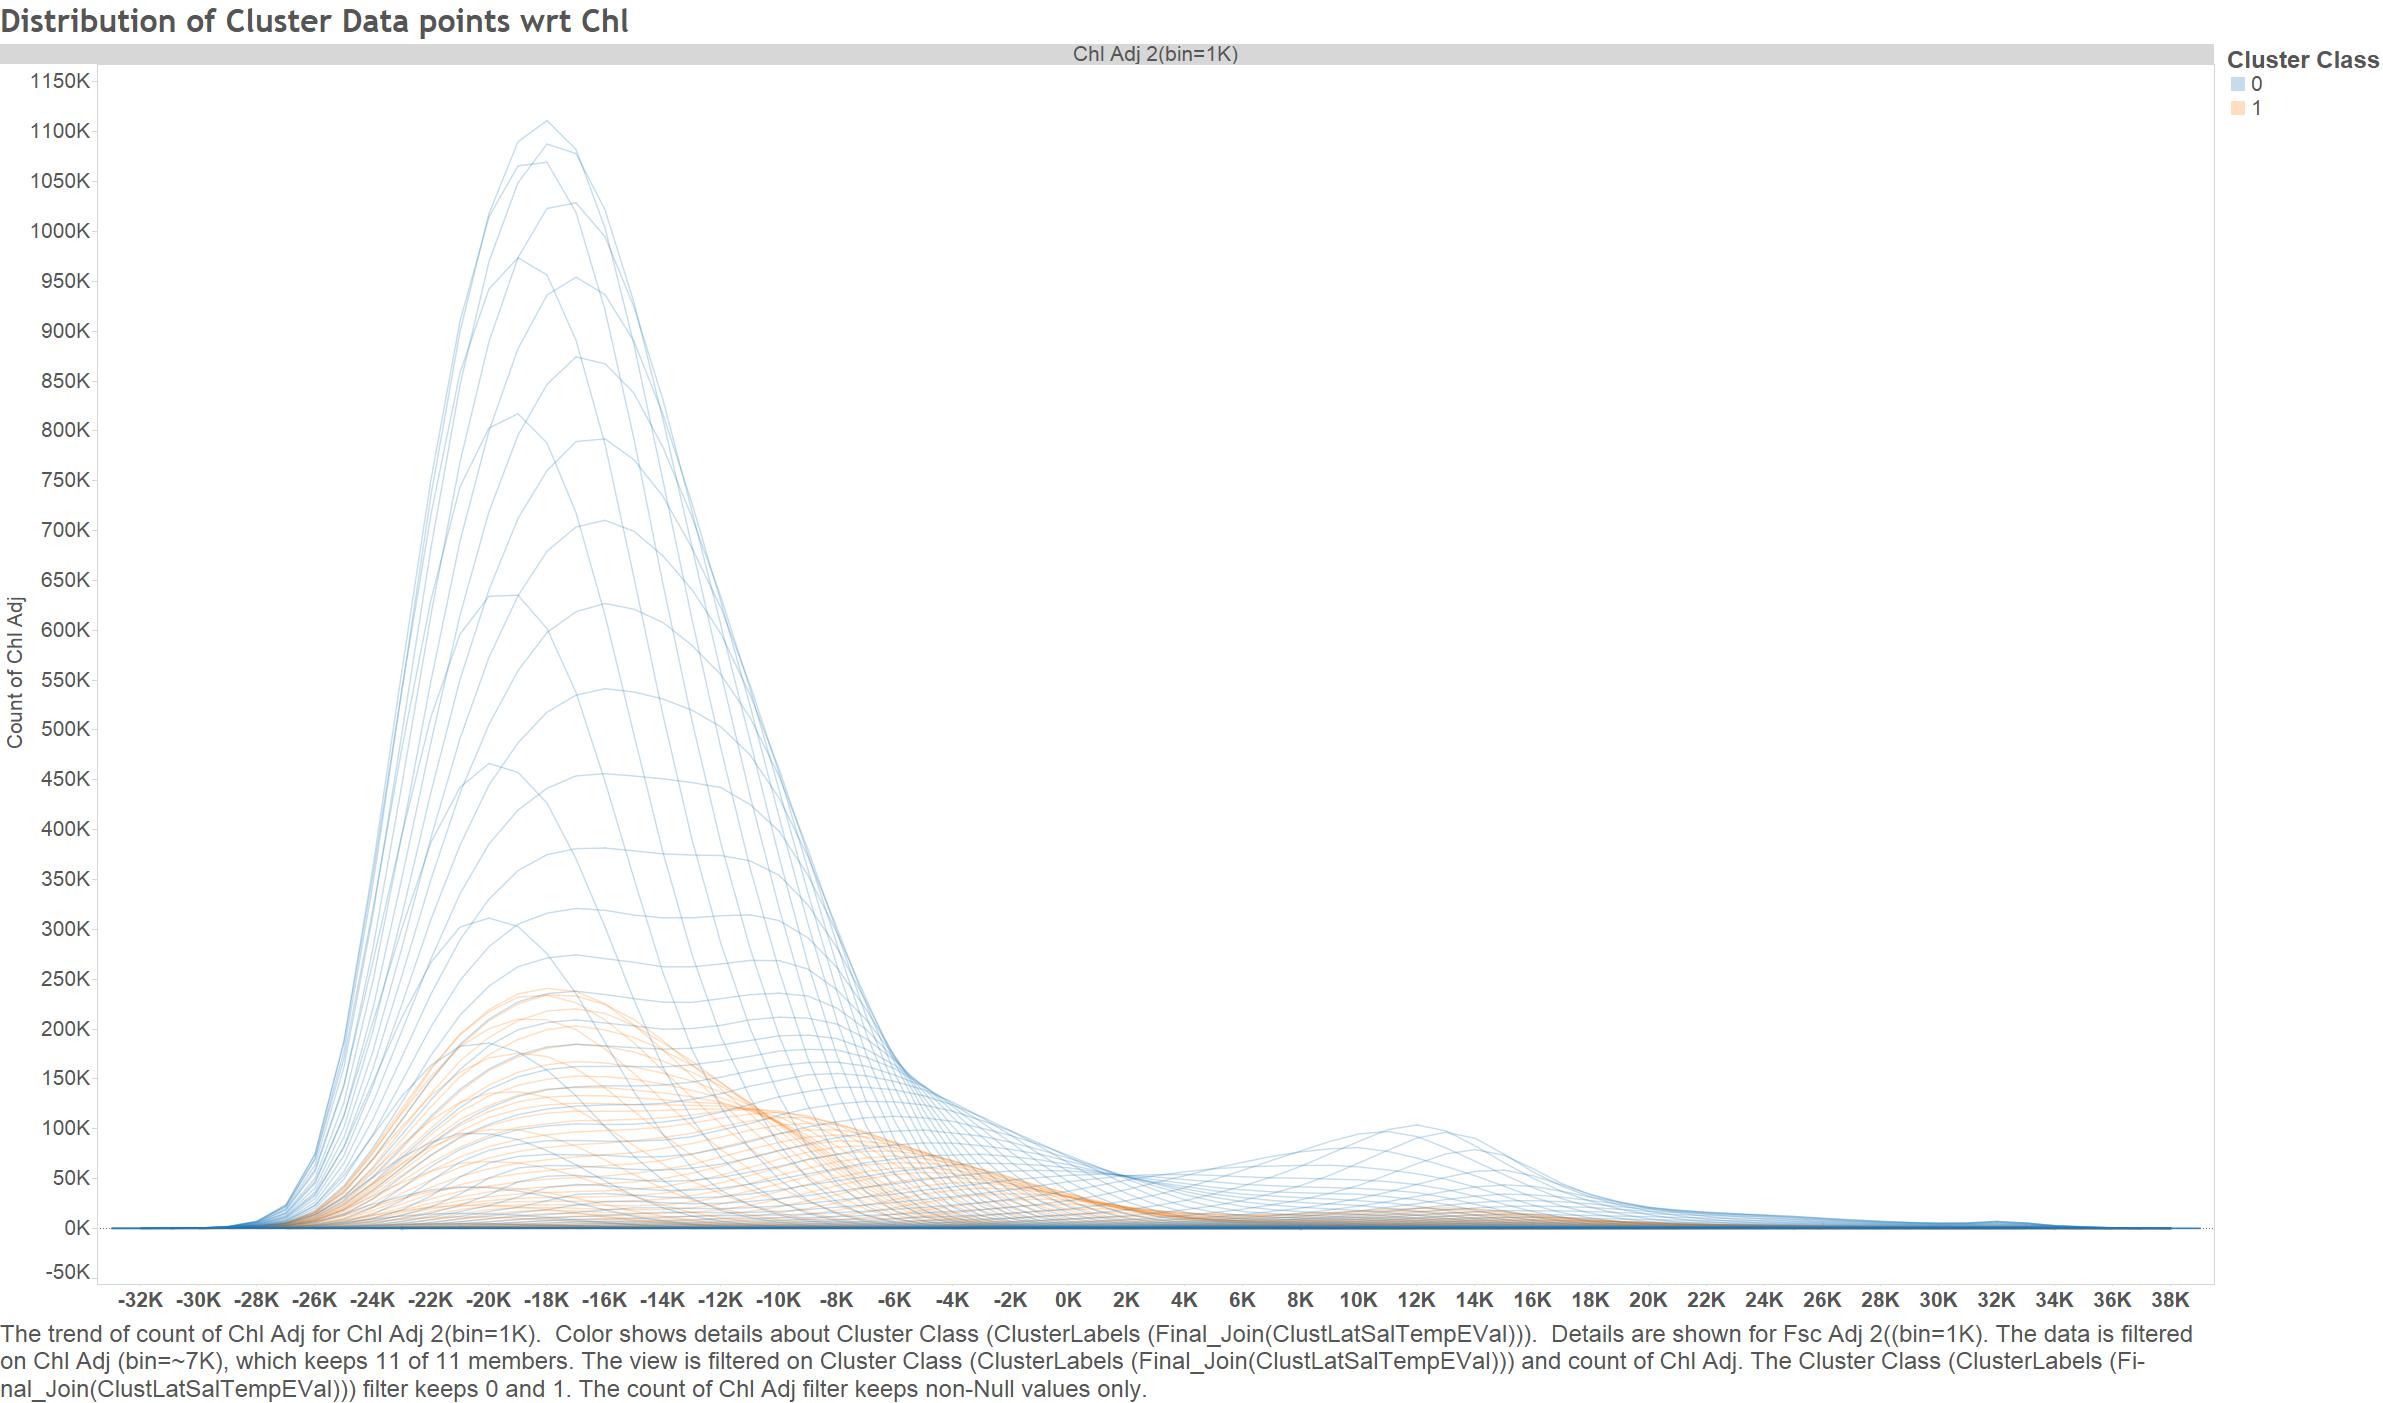 Distribution of Cluster Data points wrt Chl
Chl Adj 2(bin=1K)
Cluster Class
0
1
1150K
1100K
1050K
1000K
950K
900K
850K
800K
750K
700K
650K
600K
550K
500K
450K
400K
350K
300K
250K
200K
150K
100K
50K
0K
-50K
Count of Chl Adj
-32K -30K -28K -26K -24K -22K -20K -18K -16K -14K -12K -10K -8K -6K -4K -2K 0K 2K 4K 6K 8K 10K 12K 14K 16K 18K 20K 22K 24K 26K 28K 30K 32K 34K 36K 38K
The trend of count of Chl Adj for Chl Adj 2(bin=1K).  Color shows details about Cluster Class (ClusterLabels (Final_Join(ClustLatSalTempEVal))).  Details are shown for Fsc Adj 2((bin=1K). The data is filtered
on Chl Adj (bin=~7K), which keeps 11 of 11 members. The view is filtered on Cluster Class (ClusterLabels (Final_Join(ClustLatSalTempEVal))) and count of Chl Adj. The Cluster Class (ClusterLabels (Fi-
nal_Join(ClustLatSalTempEVal))) filter keeps 0 and 1. The count of Chl Adj filter keeps non-Null values only.